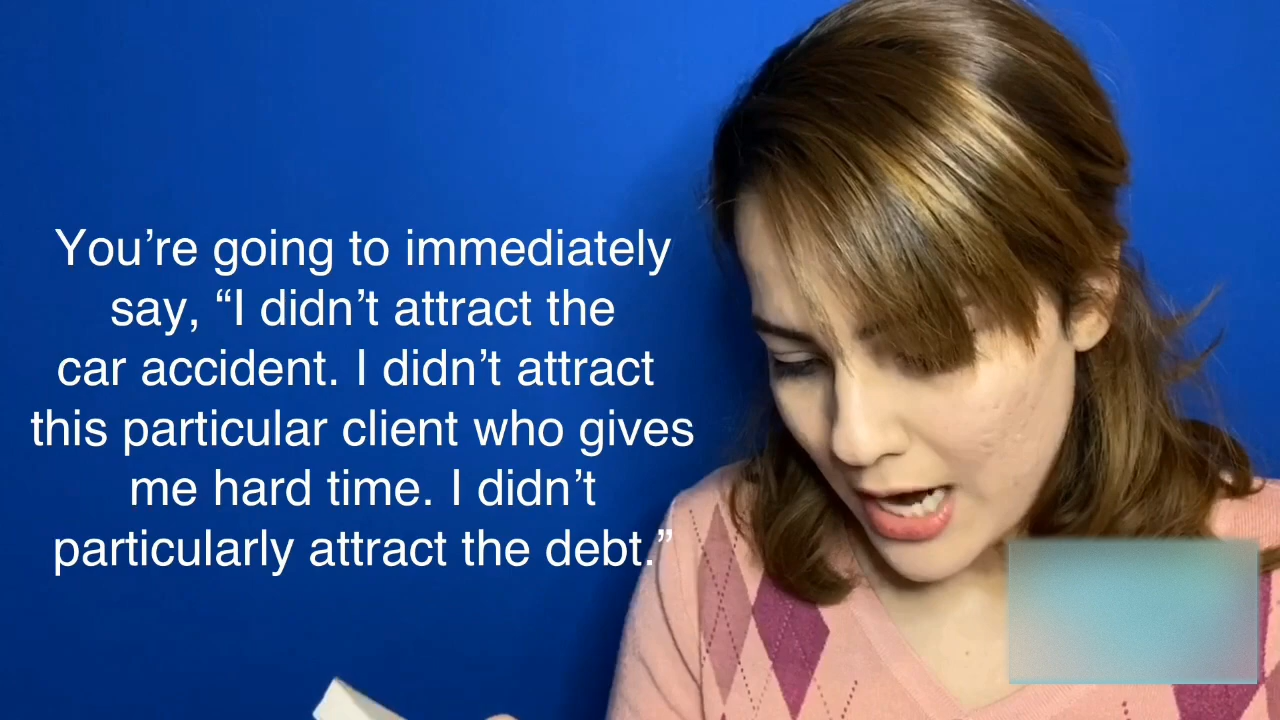 You’re going to immediately
say, “I didn’t attract the
car accident. I didn’t attract
this particular client who gives
me hard time. I didn’t
particularly attract the debt.”